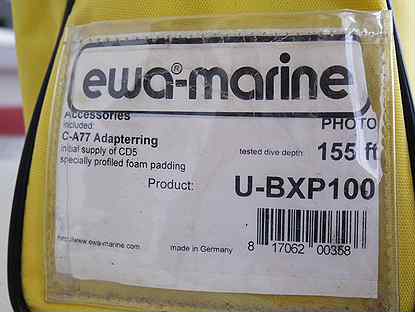 ewa®-marine
Accessories
included:
PHOTO
C-A77 Adapterring
initial supply of CD5
specially profiled foam padding
tested dive depth: 155 ft
Product: U-BXP100
http://www.ewa-marine.com
made in Germany
8 17062 00358